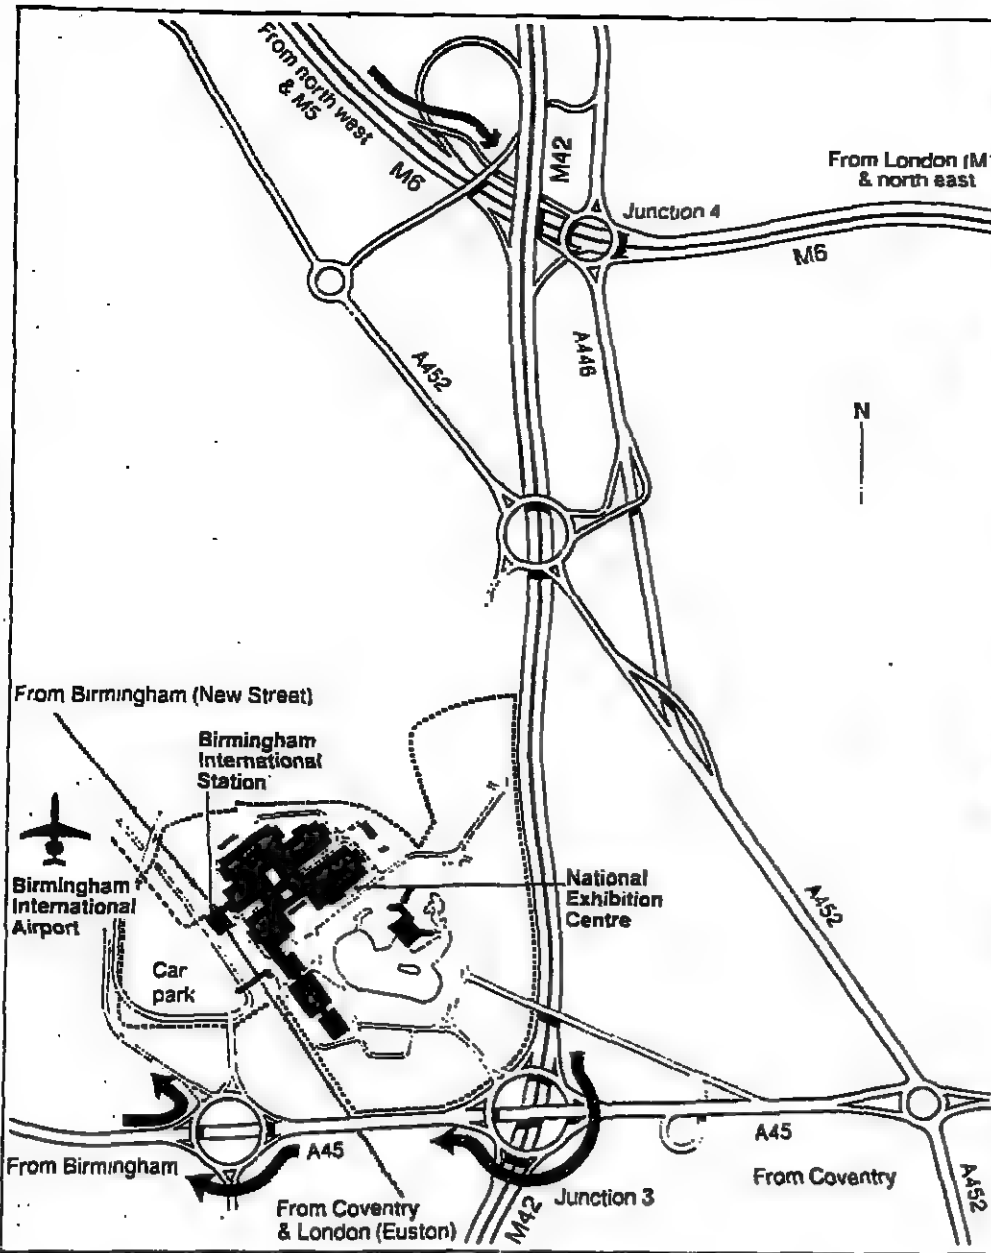 From north west
& M5
M6
M42
From London (M1
& north east
Junction 4
M6
A452
A446
N
From Birmingham (New Street)
Birmingham
International
Station
Birmingham
International
Airport
National
Exhibition
Centre
A452
Car
park
A45
A45
From Birmingham
From Coventry
A452
Junction 3
From Coventry
& London (Euston)
M42